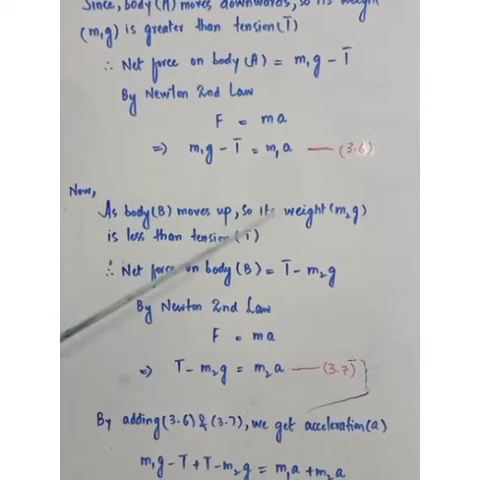 Since, body(A) moves downwards, so its weight
(m₁g) is greater than tension(T̅)
∴ Net force on body(A) = m₁g - T̅
By Newton 2nd Law
F = ma
⇒ m₁g - T̅ = m₁a — (3.6)
Now,
As body(B) moves up, so its weight(m₂g)
is less than tension(T)
∴ Net force on body(B) = T̅ - m₂g
By Newton 2nd Law
F = ma
⇒ T - m₂g = m₂a — (3.7)
By adding (3.6) & (3.7), we get acceleration(a)
m₁g - T + T - m₂g = m₁a + m₂a